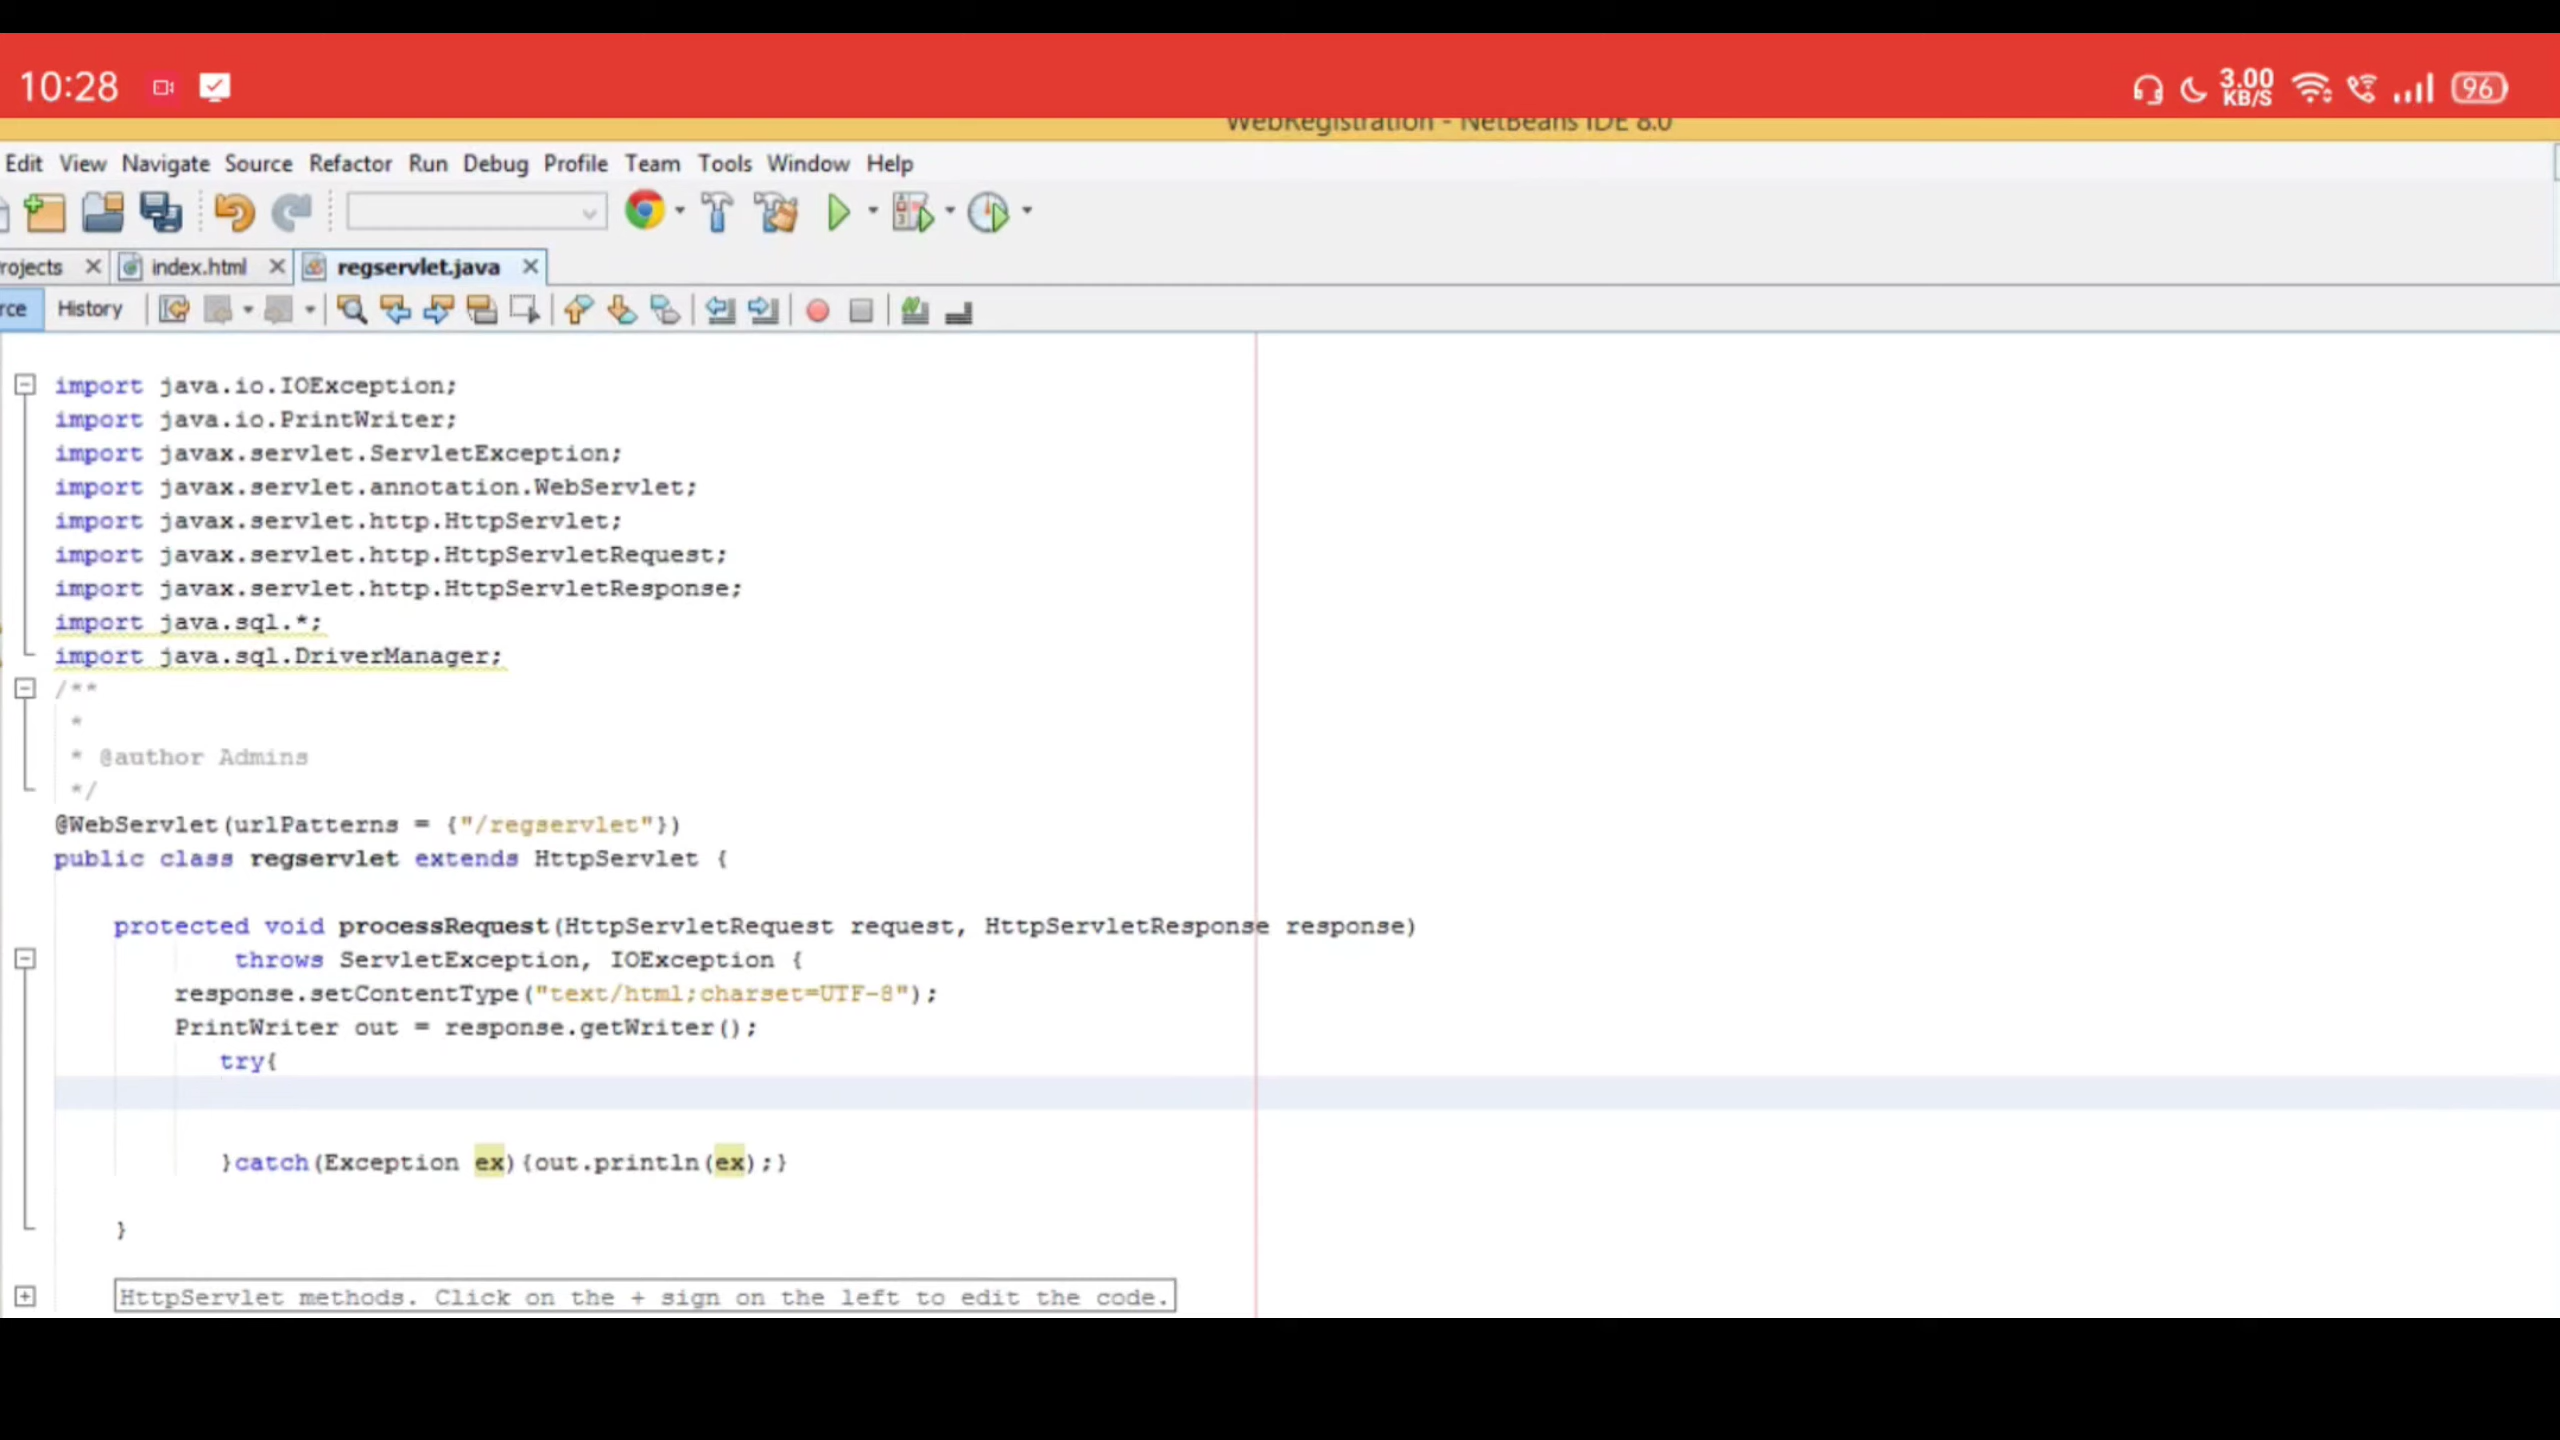 10:28 3.00 KB/S 96
WebRegistration - NetBeans IDE 8.0
Edit View Navigate Source Refactor Run Debug Profile Team Tools Window Help
rojects index.html regservlet.java
rce History
import java.io.IOException;
import java.io.PrintWriter;
import javax.servlet.ServletException;
import javax.servlet.annotation.WebServlet;
import javax.servlet.http.HttpServlet;
import javax.servlet.http.HttpServletRequest;
import javax.servlet.http.HttpServletResponse;
import java.sql.*;
import java.sql.DriverManager;
/**
*
* @author Admins
*/
@WebServlet(urlPatterns = {"/regservlet"})
public class regservlet extends HttpServlet {
protected void processRequest(HttpServletRequest request, HttpServletResponse response)
throws ServletException, IOException {
response.setContentType("text/html;charset=UTF-8");
PrintWriter out = response.getWriter();
try{
}catch(Exception ex){out.println(ex);}
}
HttpServlet methods. Click on the + sign on the left to edit the code.